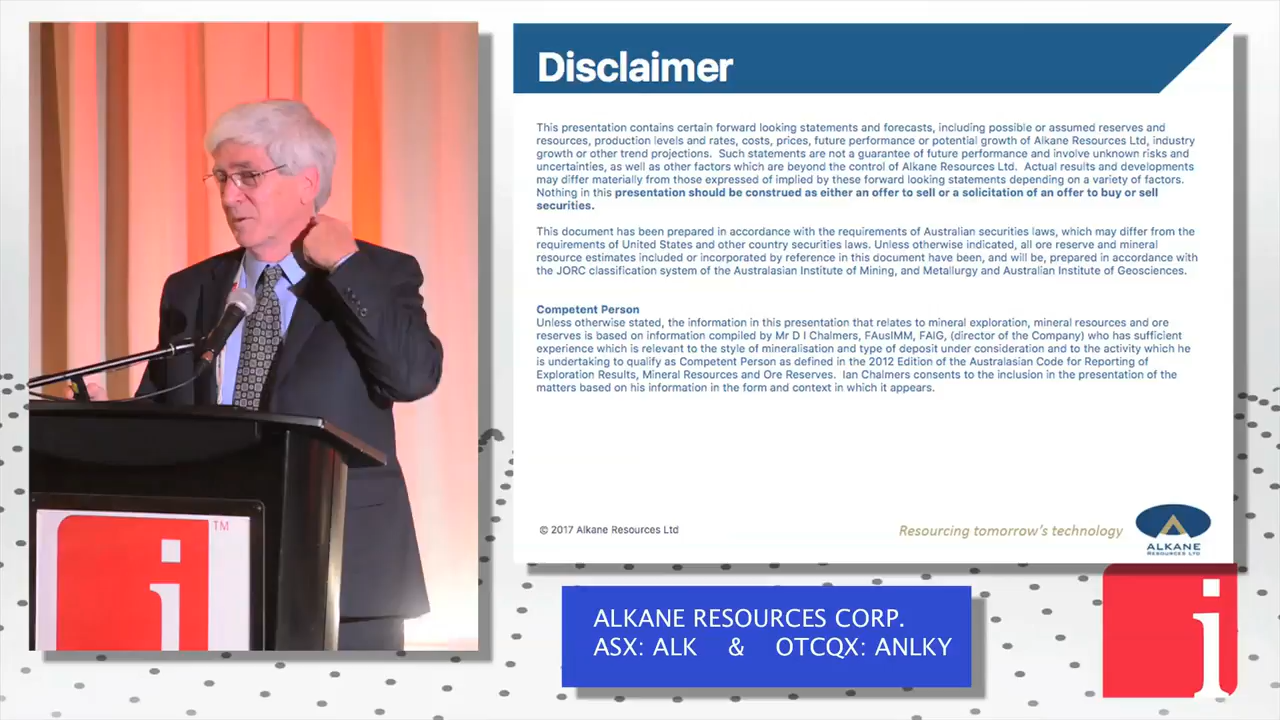 Disclaimer
This presentation contains certain forward looking statements and forecasts, including possible or assumed reserves and
resources, production levels and rates, costs, prices, future performance or potential growth of Alkane Resources Ltd, industry
growth or other trend projections. Such statements are not a guarantee of future performance and involve unknown risks and
uncertainties, as well as other factors which are beyond the control of Alkane Resources Ltd. Actual results and developments
may differ materially from those expressed of implied by these forward looking statements depending on a variety of factors.
Nothing in this presentation should be construed as either an offer to sell or a solicitation of an offer to buy or sell
securities.
This document has been prepared in accordance with the requirements of Australian securities laws, which may differ from the
requirements of United States and other country securities laws. Unless otherwise indicated, all ore reserve and mineral
resource estimates included or incorporated by reference in this document have been, and will be, prepared in accordance with
the JORC classification system of the Australasian Institute of Mining, and Metallurgy and Australian Institute of Geosciences.
Competent Person
Unless otherwise stated, the information in this presentation that relates to mineral exploration, mineral resources and ore
reserves is based on information compiled by Mr D I Chalmers, FAusIMM, FAIG, (director of the Company) who has sufficient
experience which is relevant to the style of mineralisation and type of deposit under consideration and to the activity which he
is undertaking to qualify as Competent Person as defined in the 2012 Edition of the Australasian Code for Reporting of
Exploration Results, Mineral Resources and Ore Reserves. Ian Chalmers consents to the inclusion in the presentation of the
matters based on his information in the form and context in which it appears.
© 2017 Alkane Resources Ltd
Resourcing tomorrow's technology
ALKANE
RESOURCES LTD
i
TM
ALKANE RESOURCES CORP.
ASX: ALK & OTCQX: ANLKY
i